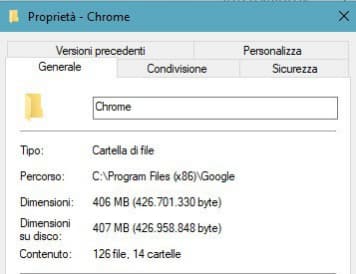 Proprietà - Chrome
Versioni precedenti Personalizza
Generale Condivisione Sicurezza
Chrome
Tipo: Cartella di file
Percorso: C:\Program Files (x86)\Google
Dimensioni: 406 MB (426.701.330 byte)
Dimensioni
su disco: 407 MB (426.958.848 byte)
Contenuto: 126 file, 14 cartelle